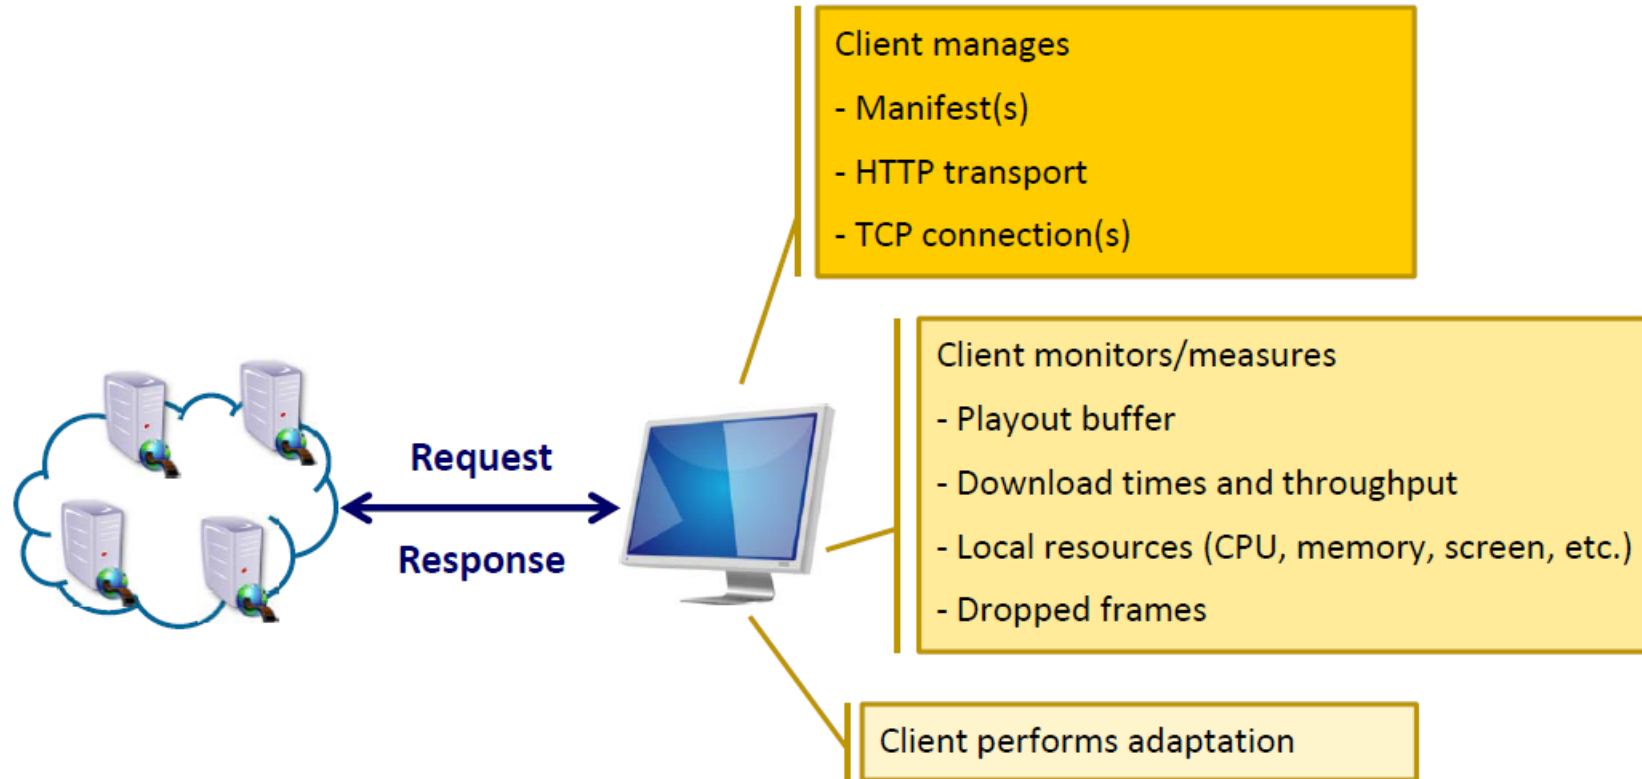 Client manages
- Manifest(s)
- HTTP transport
- TCP connection(s)
Request
Response
Client monitors/measures
- Playout buffer
- Download times and throughput
- Local resources (CPU, memory, screen, etc.)
- Dropped frames
Client performs adaptation